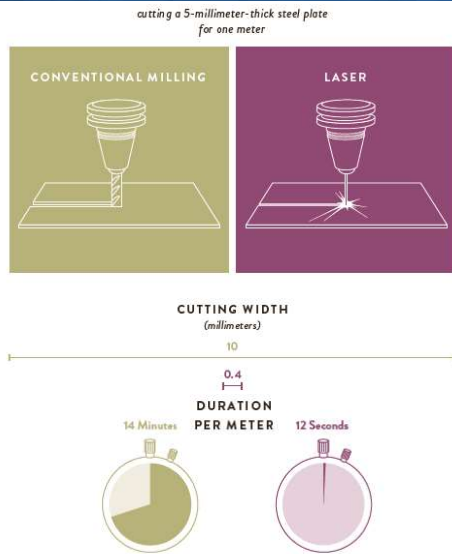 cutting a 5-millimeter-thick steel plate
for one meter
CONVENTIONAL MILLING
LASER
CUTTING WIDTH
(millimeters)
10
0.4
DURATION
PER METER
14 Minutes
12 Seconds